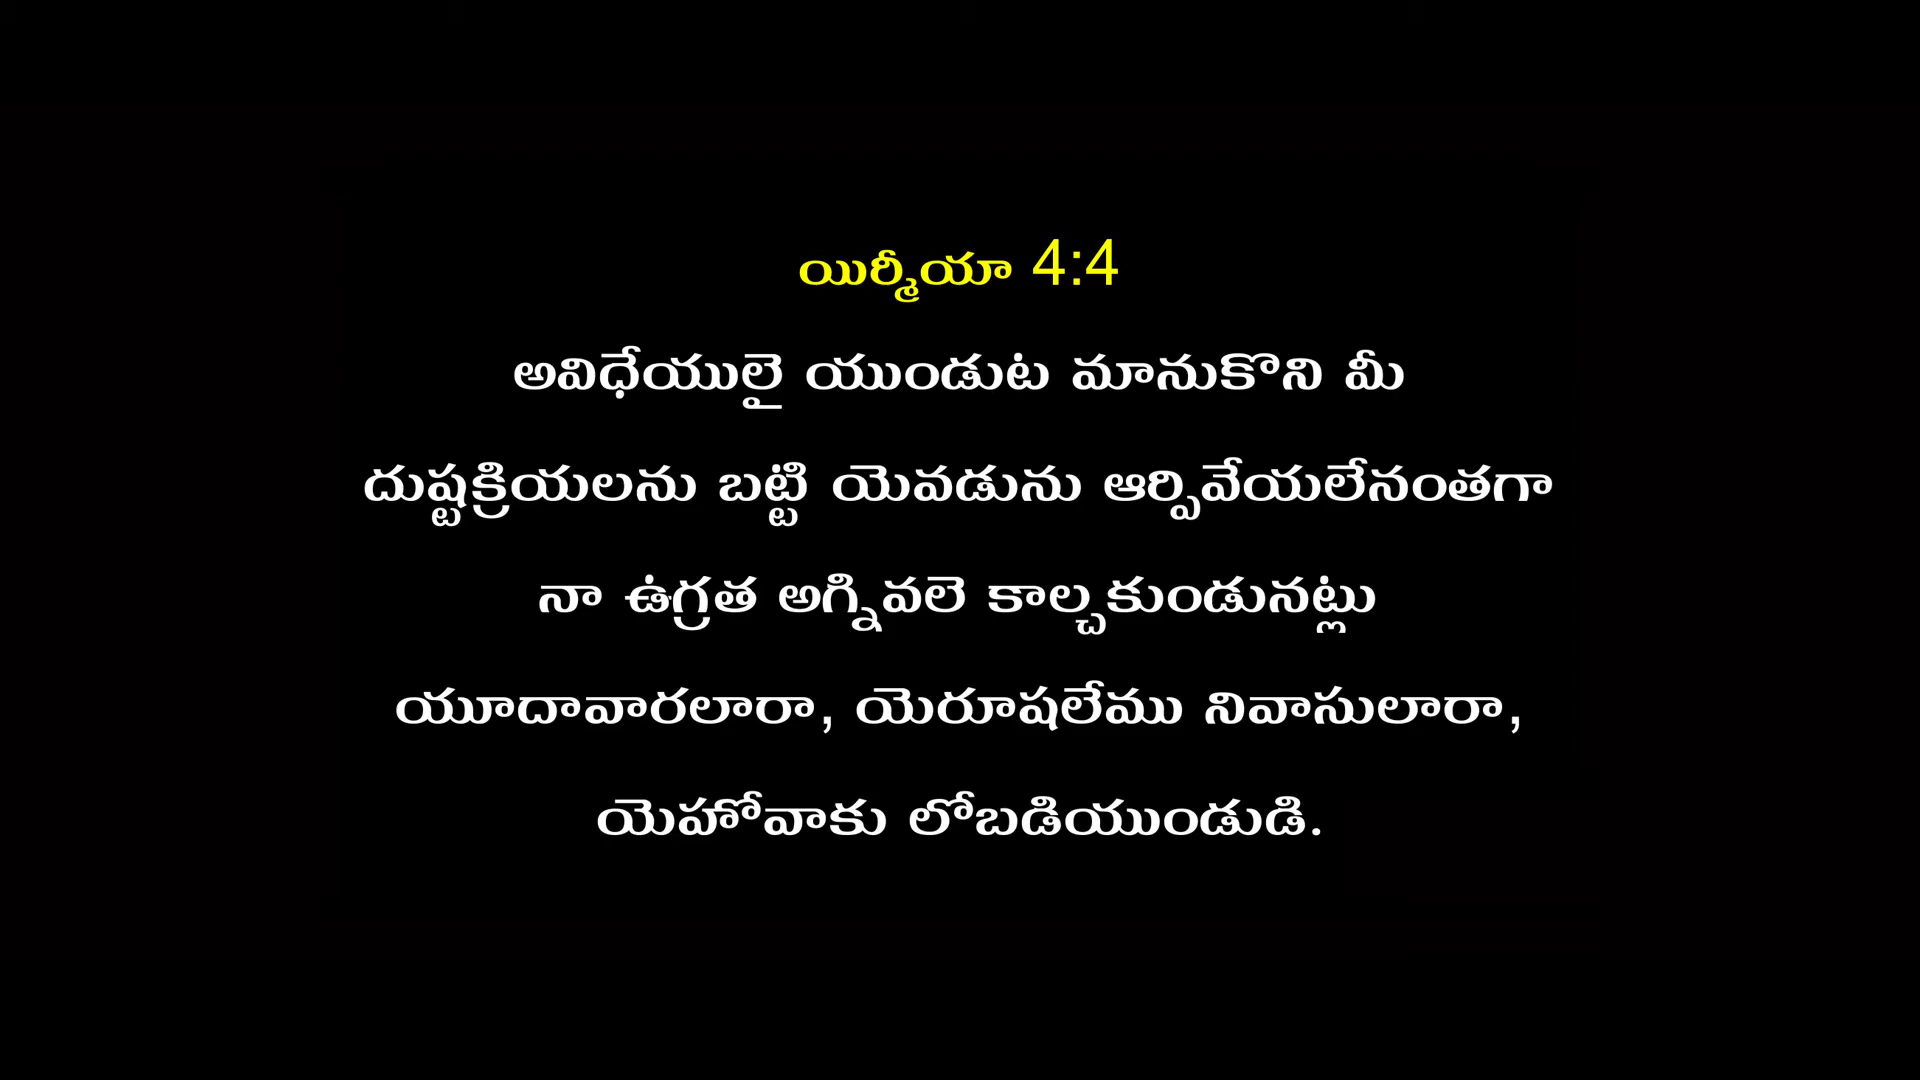 యిర్మీయా 4:4
అవిధేయులై యుండుట మానుకొని మీ
దుష్టక్రియలను బట్టి యెవడును ఆర్పివేయలేనంతగా
నా ఉగ్రత అగ్నివలె కాల్చకుండునట్లు
యూదావారలారా, యెరూషలేము నివాసులారా,
యెహోవాకు లోబడియుండుడి.